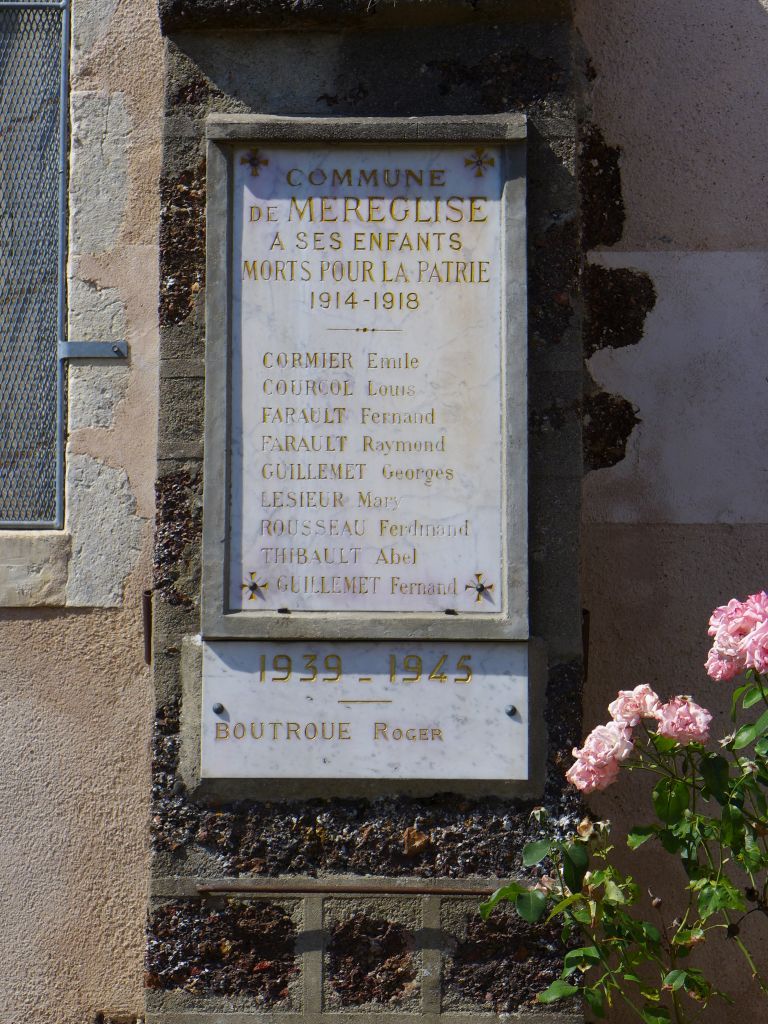 COMMUNE
DE MEREGLISE
A SES ENFANTS
MORTS POUR LA PATRIE
1914-1918
CORMIER Emile
COURCOL Louis
FARAULT Fernand
FARAULT Raymond
GUILLEMET Georges
LESIEUR Mary
ROUSSEAU Ferdinand
THIBAULT Abel
GUILLEMET Fernand
1939 - 1945
BOUTROUE ROGER